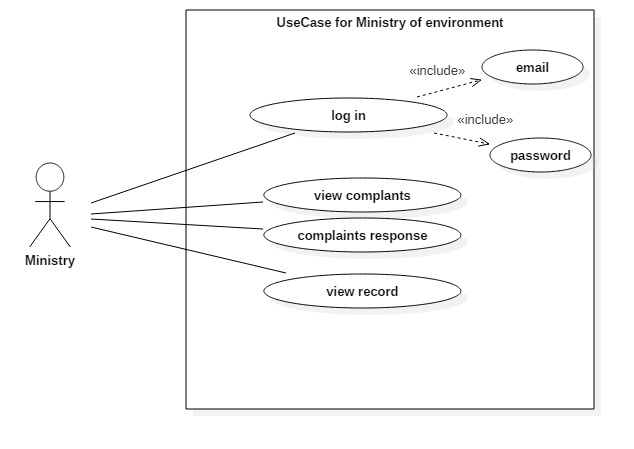 UseCase for Ministry of environment
«include»
email
log in
«include»
password
view complants
complaints response
Ministry
view record